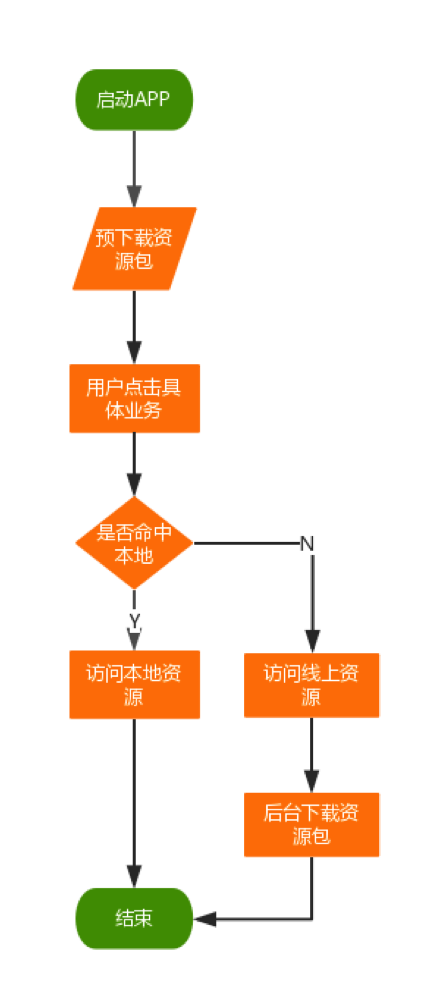 启动APP
预下载资
源包
用户点击具
体业务
是否命中
本地
N
Y
访问本地资
源
访问线上资
源
后台下载资
源包
结束